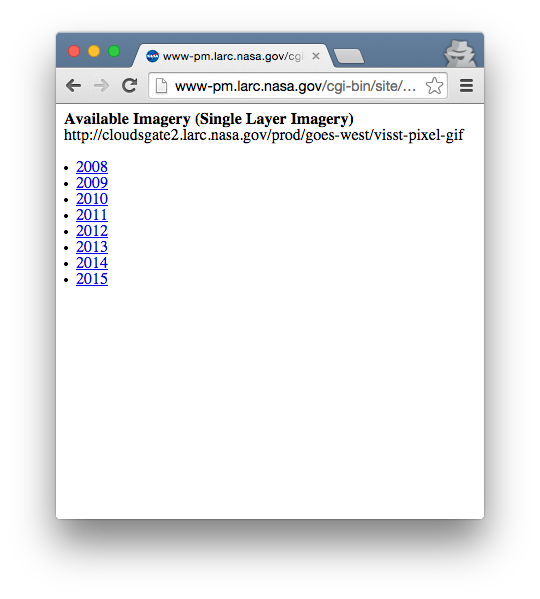 www-pm.larc.nasa.gov/cgi
www-pm.larc.nasa.gov/cgi-bin/site/...
Available Imagery (Single Layer Imagery)
http://cloudsgate2.larc.nasa.gov/prod/goes-west/visst-pixel-gif
• 2008
• 2009
• 2010
• 2011
• 2012
• 2013
• 2014
• 2015